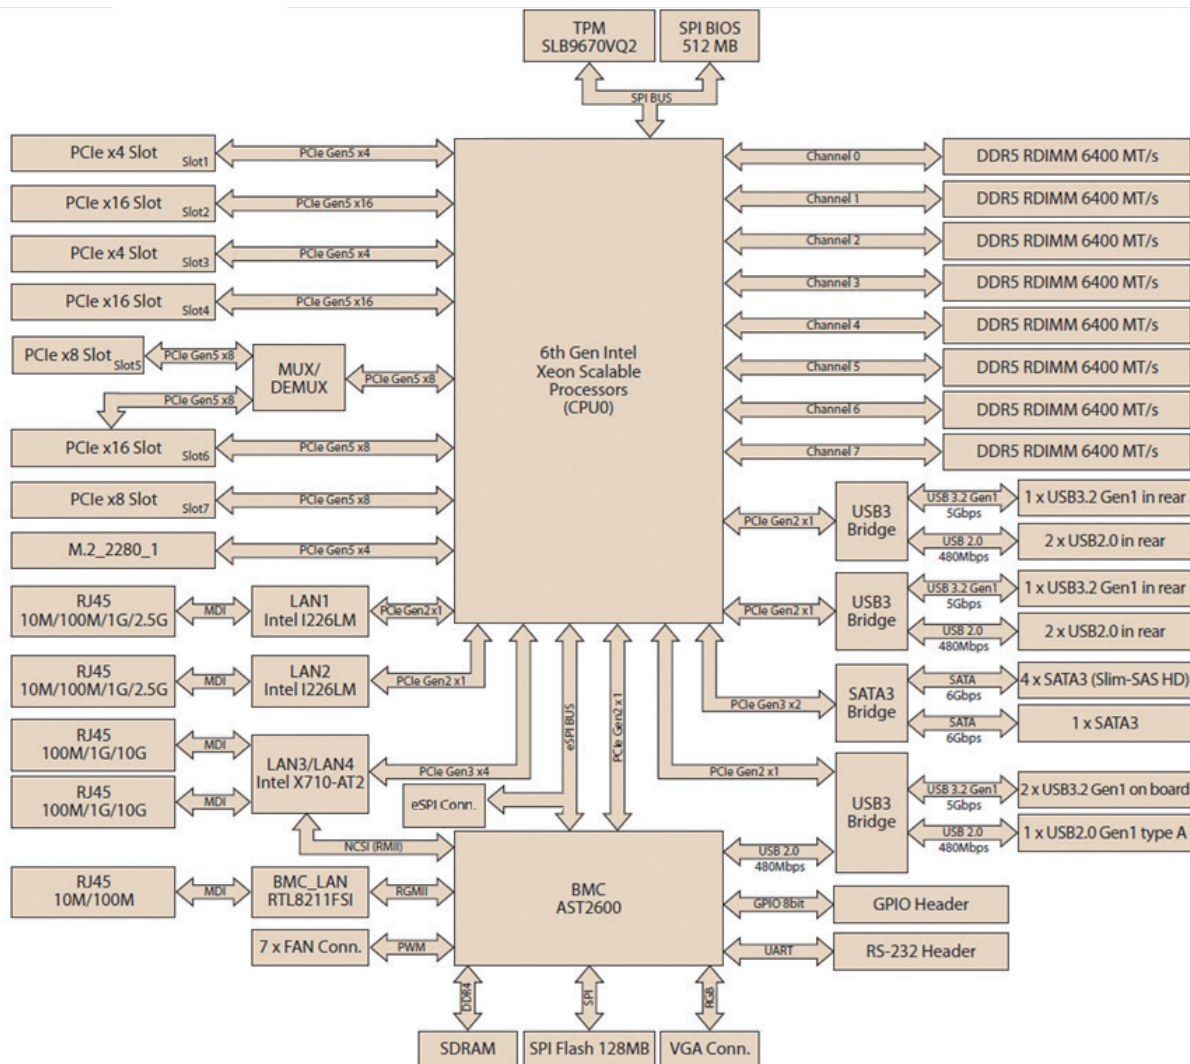 TPM
SLB9670VQ2
SPI BIOS
512 MB
SPI BUS
PCIe x4 Slot
Slot1
PCIe Gen5 x4
PCIe x16 Slot
Slot2
PCIe Gen5 x16
PCIe x4 Slot
Slot3
PCIe Gen5 x4
PCIe x16 Slot
Slot4
PCIe Gen5 x16
PCIe x8 Slot
Slot5
PCIe Gen5 x8
MUX/
DEMUX
PCIe Gen5 x8
PCIe Gen5 x8
PCIe x16 Slot
Slot6
PCIe Gen5 x8
PCIe x8 Slot
Slot7
PCIe Gen5 x8
M.2_2280_1
PCIe Gen5 x4
RJ45
10M/100M/1G/2.5G
MDI
LAN1
Intel I226LM
PCIe Gen2 x1
RJ45
10M/100M/1G/2.5G
MDI
LAN2
Intel I226LM
PCIe Gen2 x1
RJ45
100M/1G/10G
MDI
RJ45
100M/1G/10G
MDI
LAN3/LAN4
Intel X710-AT2
PCIe Gen3 x4
eSPI Conn.
NCSI (RMII)
RJ45
10M/100M
MDI
BMC_LAN
RTL8211FSI
RGMII
7 x FAN Conn.
PWM
6th Gen Intel
Xeon Scalable
Processors
(CPU0)
eSPI BUS
PCIe Gen2 x1
Channel 0
DDR5 RDIMM 6400 MT/s
Channel 1
DDR5 RDIMM 6400 MT/s
Channel 2
DDR5 RDIMM 6400 MT/s
Channel 3
DDR5 RDIMM 6400 MT/s
Channel 4
DDR5 RDIMM 6400 MT/s
Channel 5
DDR5 RDIMM 6400 MT/s
Channel 6
DDR5 RDIMM 6400 MT/s
Channel 7
DDR5 RDIMM 6400 MT/s
PCIe Gen2 x1
USB3
Bridge
USB 3.2 Gen1
5Gbps
1 x USB3.2 Gen1 in rear
USB 2.0
480Mbps
2 x USB2.0 in rear
PCIe Gen2 x1
USB3
Bridge
USB 3.2 Gen1
5Gbps
1 x USB3.2 Gen1 in rear
USB 2.0
480Mbps
2 x USB2.0 in rear
PCIe Gen3 x2
SATA3
Bridge
SATA
6Gbps
4 x SATA3 (Slim-SAS HD)
SATA
6Gbps
1 x SATA3
PCIe Gen2 x1
USB3
Bridge
USB 3.2 Gen1
5Gbps
2 x USB3.2 Gen1 on board
USB 2.0
480Mbps
1 x USB2.0 Gen1 type A
USB 2.0
480Mbps
BMC
AST2600
GPIO 8bit
GPIO Header
UART
RS-232 Header
DDR4
SDRAM
SPI
SPI Flash 128MB
RGB
VGA Conn.